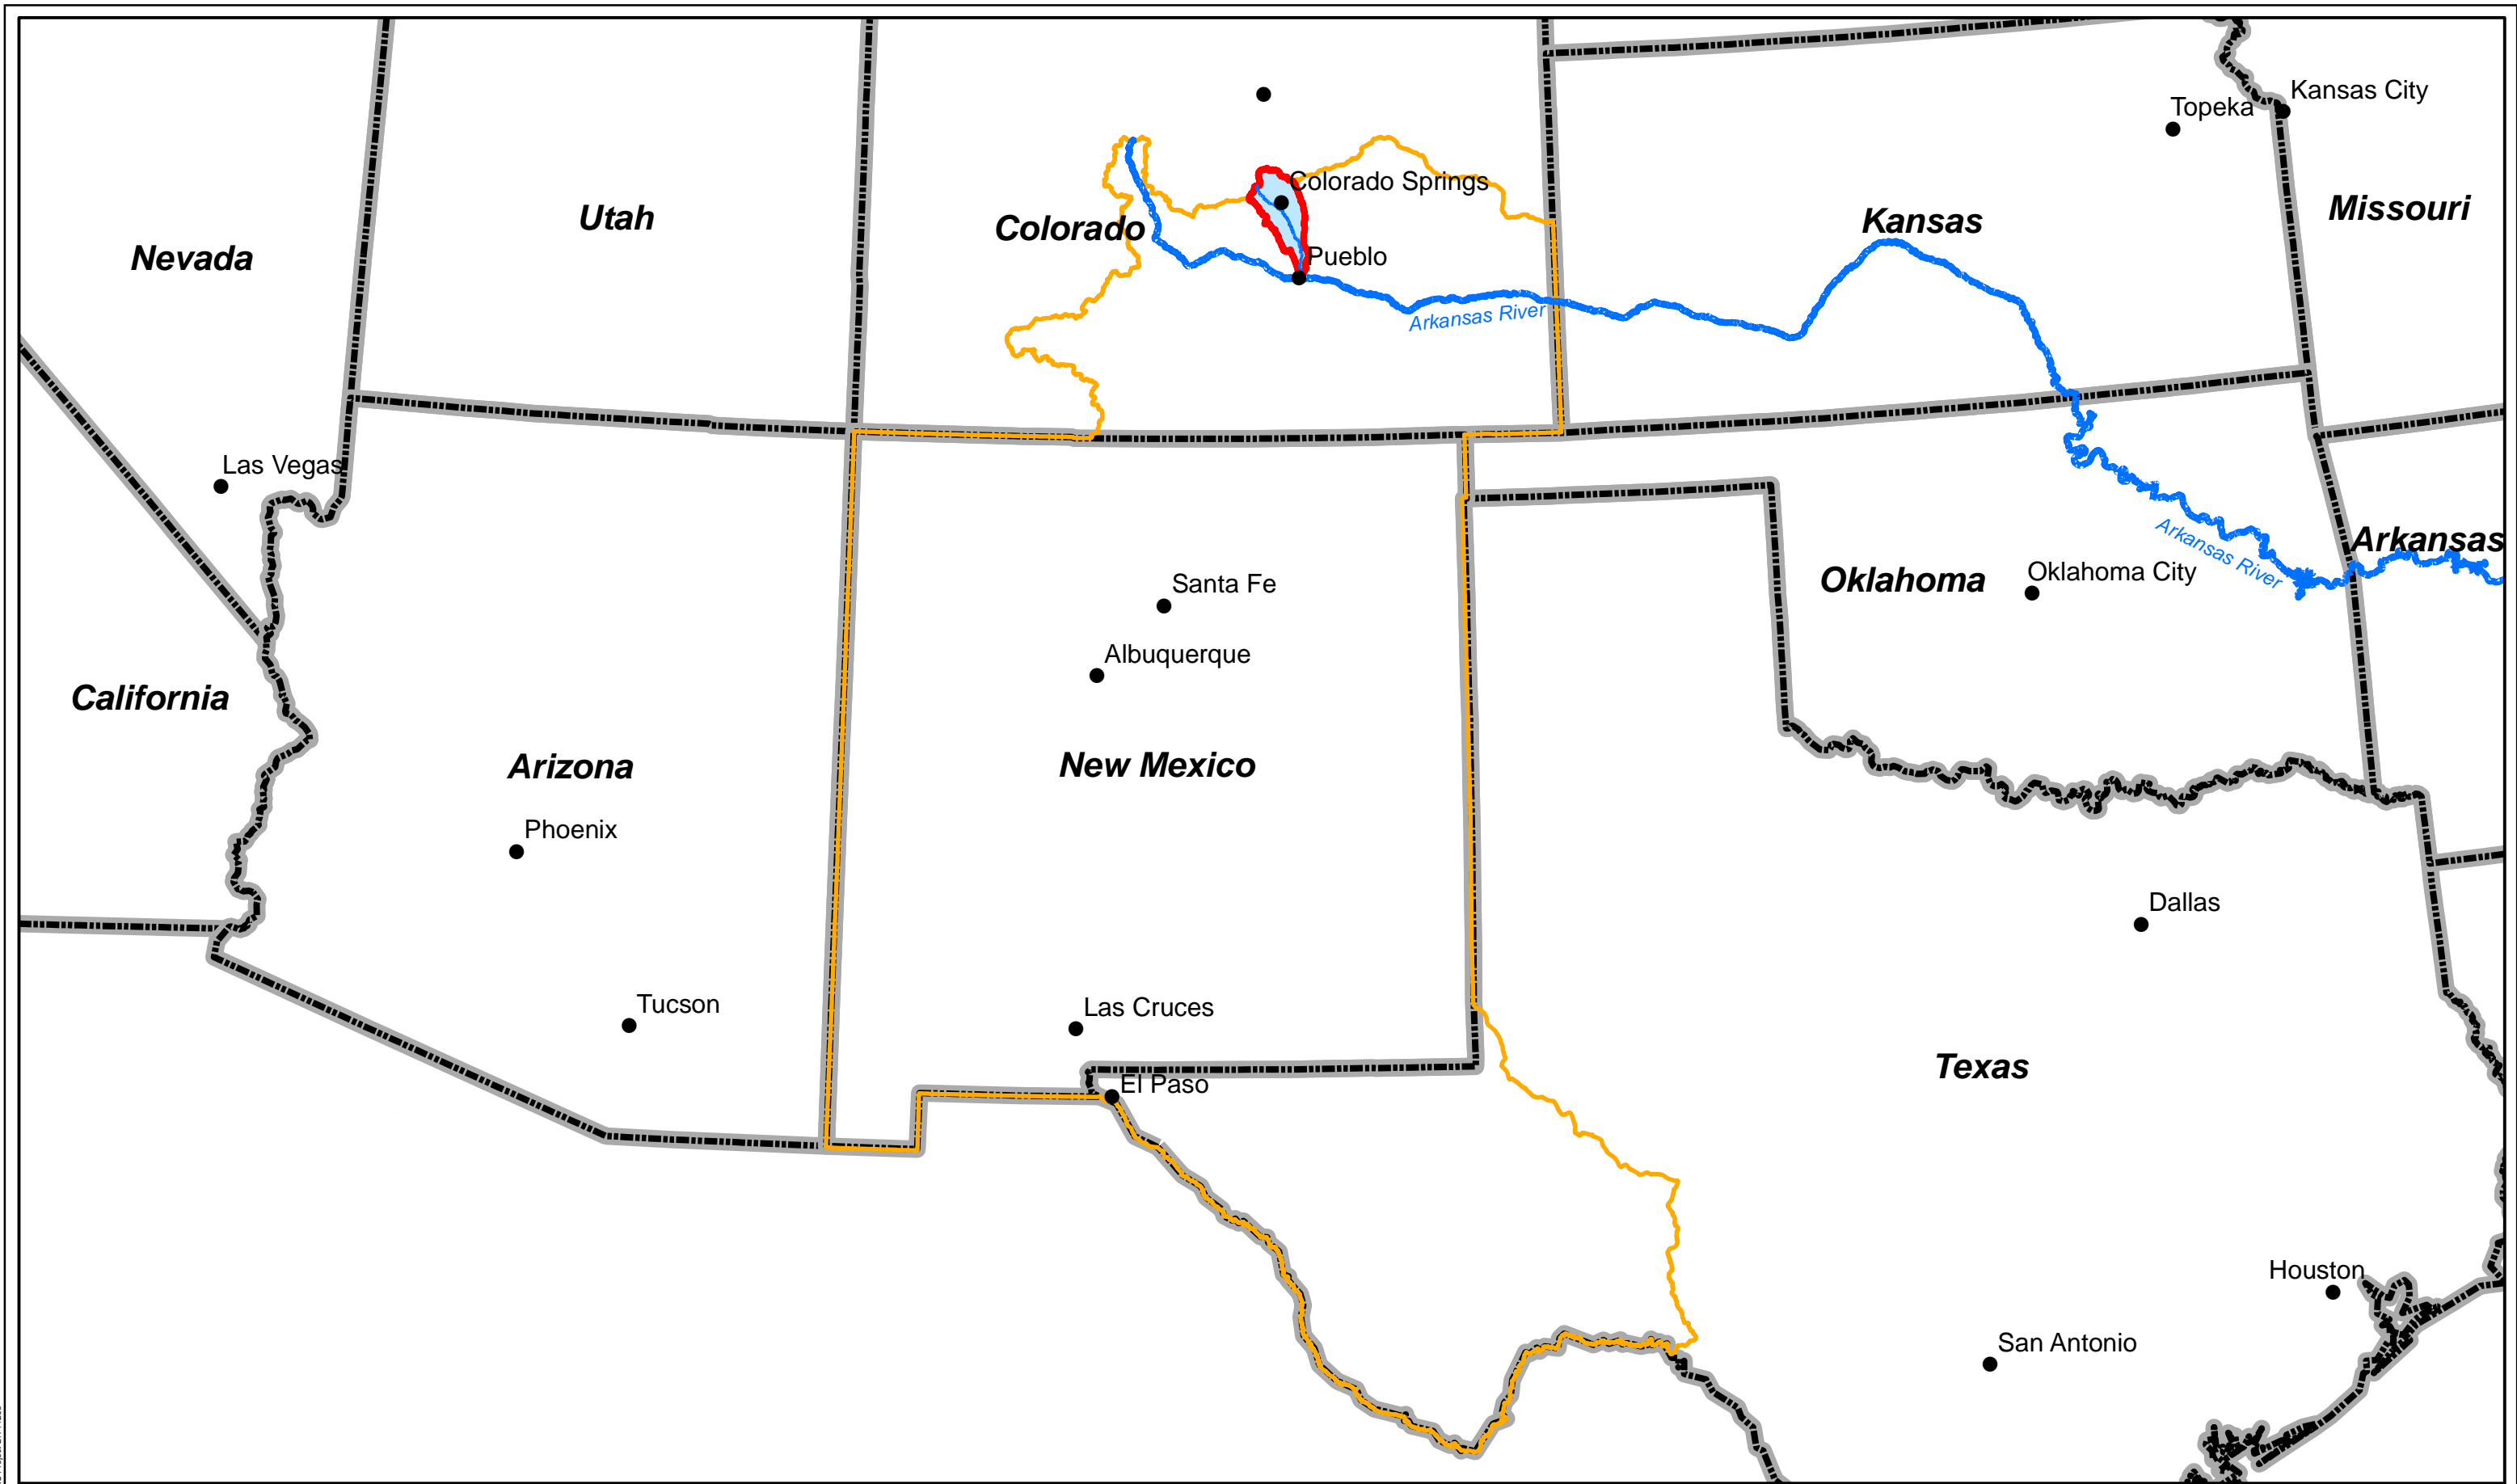 Kansas City
Topeka
Colorado Springs
Missouri
Utah
Colorado
Kansas
Nevada
Pueblo
Arkansas River
Las Vegas
Arkansas River
Arkansas
Oklahoma
Oklahoma City
Santa Fe
Albuquerque
California
Arizona
New Mexico
Phoenix
Dallas
Tucson
Las Cruces
Texas
El Paso
Houston
San Antonio